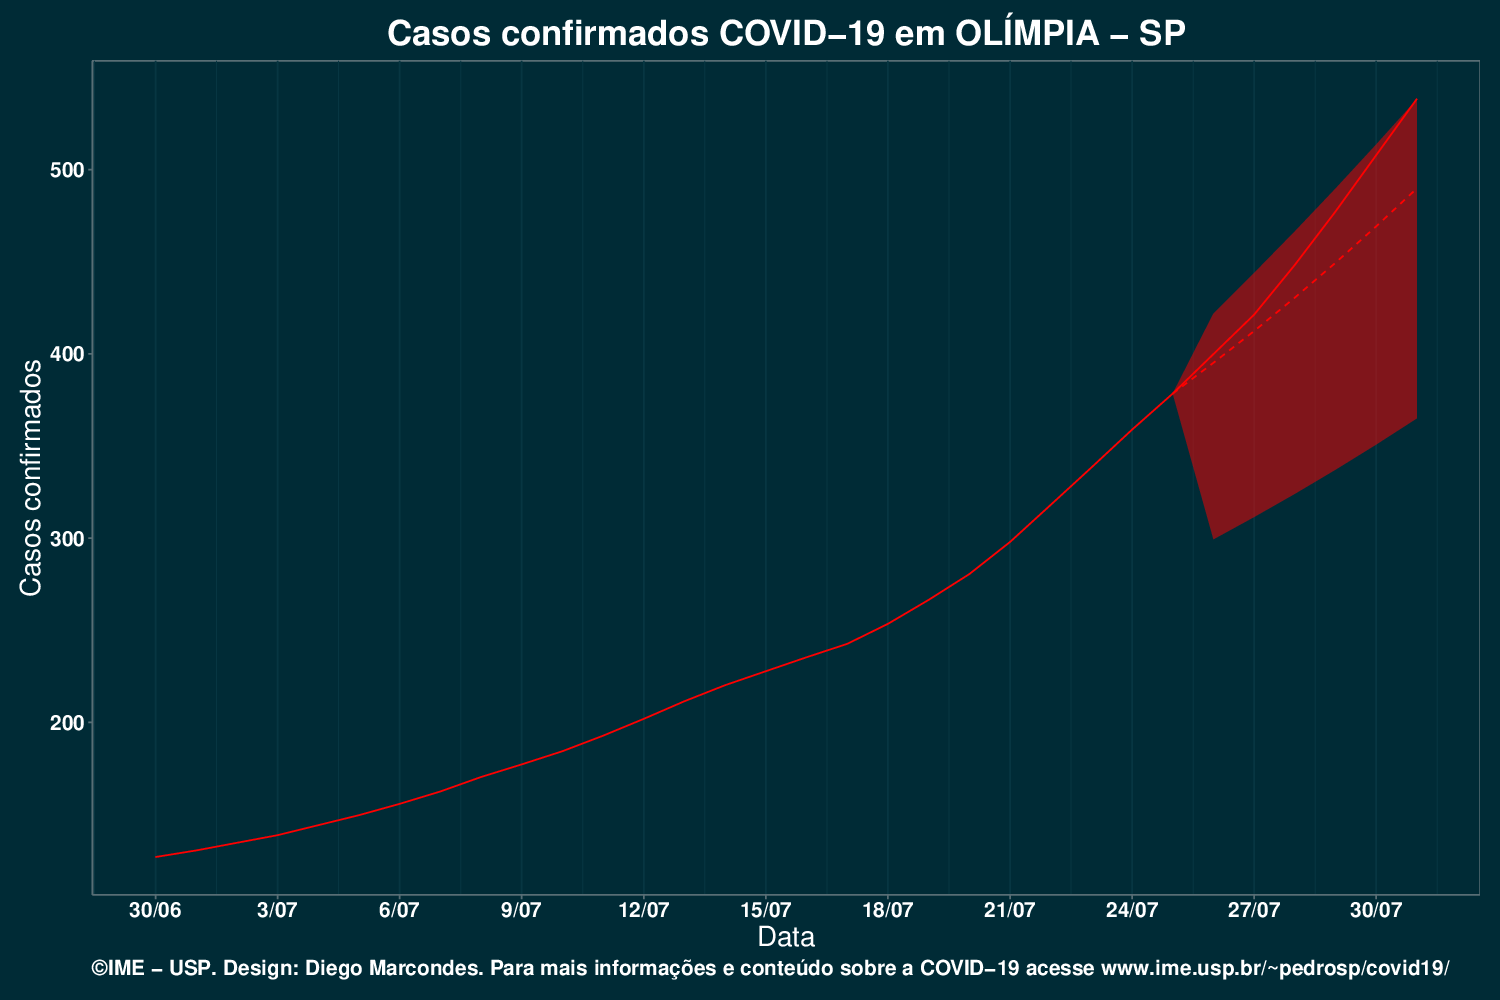 Casos confirmados COVID−19 em OLÍMPIA − SP
Casos confirmados
500
400
300
200
30/06 3/07 6/07 9/07 12/07 15/07 18/07 21/07 24/07 27/07 30/07
Data
©IME − USP. Design: Diego Marcondes. Para mais informações e conteúdo sobre a COVID−19 acesse www.ime.usp.br/~pedrosp/covid19/